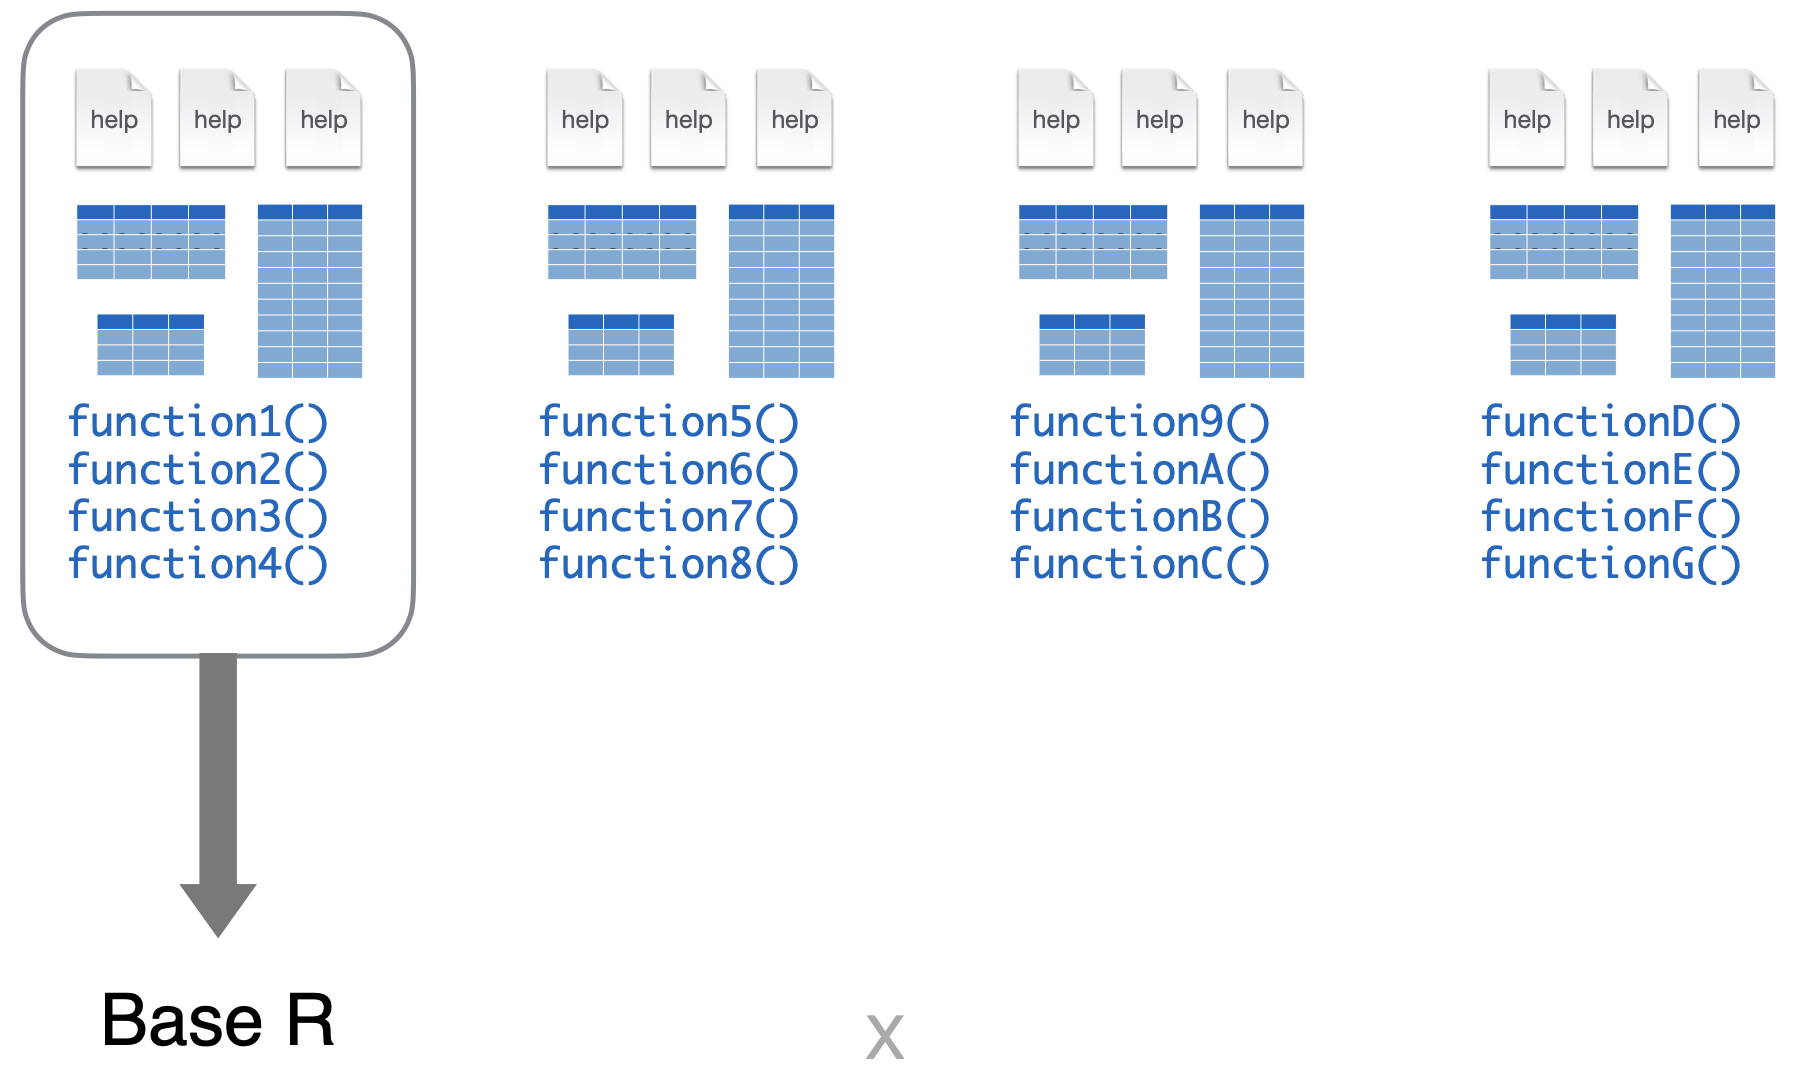 help help help help help help help help help help help help
function1() function5() function9() functionD()
function2() function6() functionA() functionE()
function3() function7() functionB() functionF()
function4() function8() functionC() functionG()
Base R
x